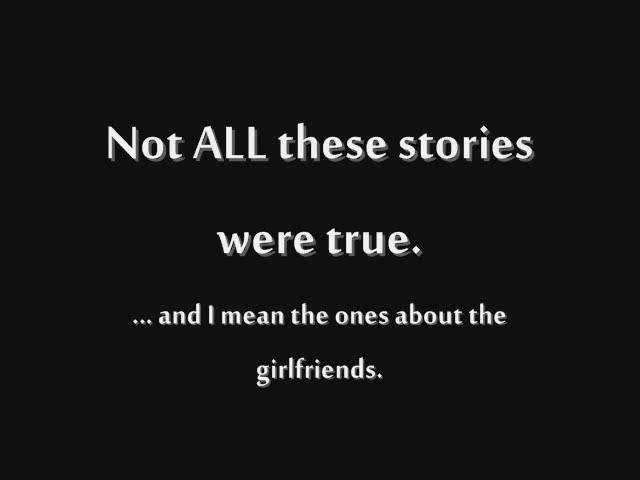 Not ALL these stories
were true.
... and I mean the ones about the
girlfriends.